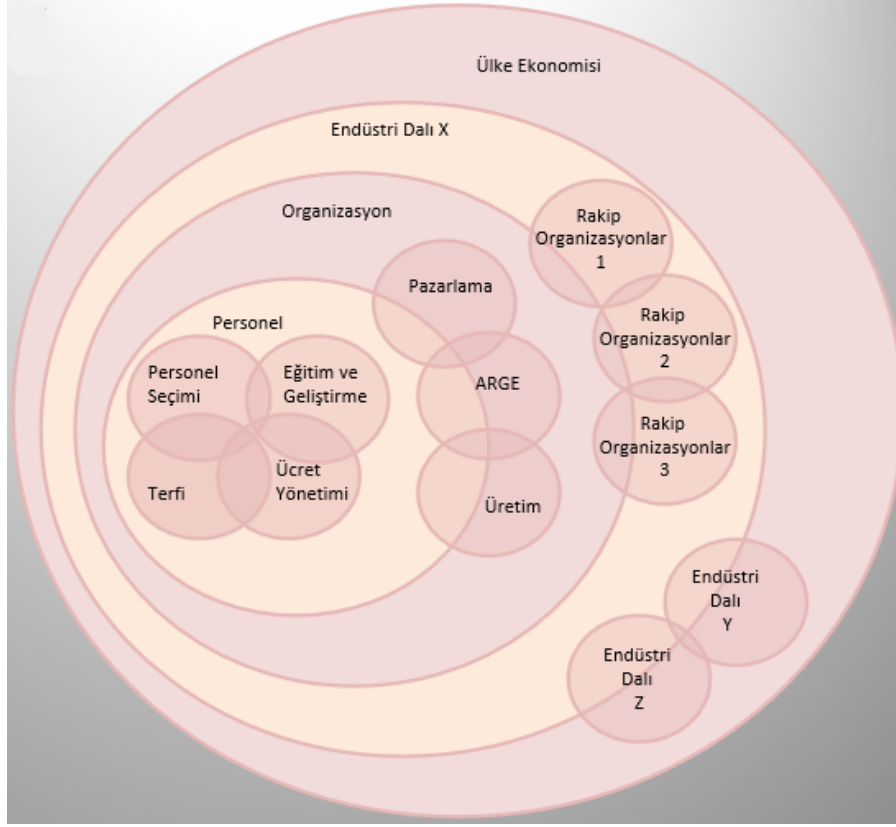 Ülke Ekonomisi
Endüstri Dalı X
Organizasyon
Rakip
Organizasyonlar
1
Pazarlama
Personel
Rakip
Organizasyonlar
2
Personel
Seçimi
Eğitim ve
Geliştirme
ARGE
Rakip
Organizasyonlar
3
Terfi
Ücret
Yönetimi
Üretim
Endüstri
Dalı
Y
Endüstri
Dalı
Z